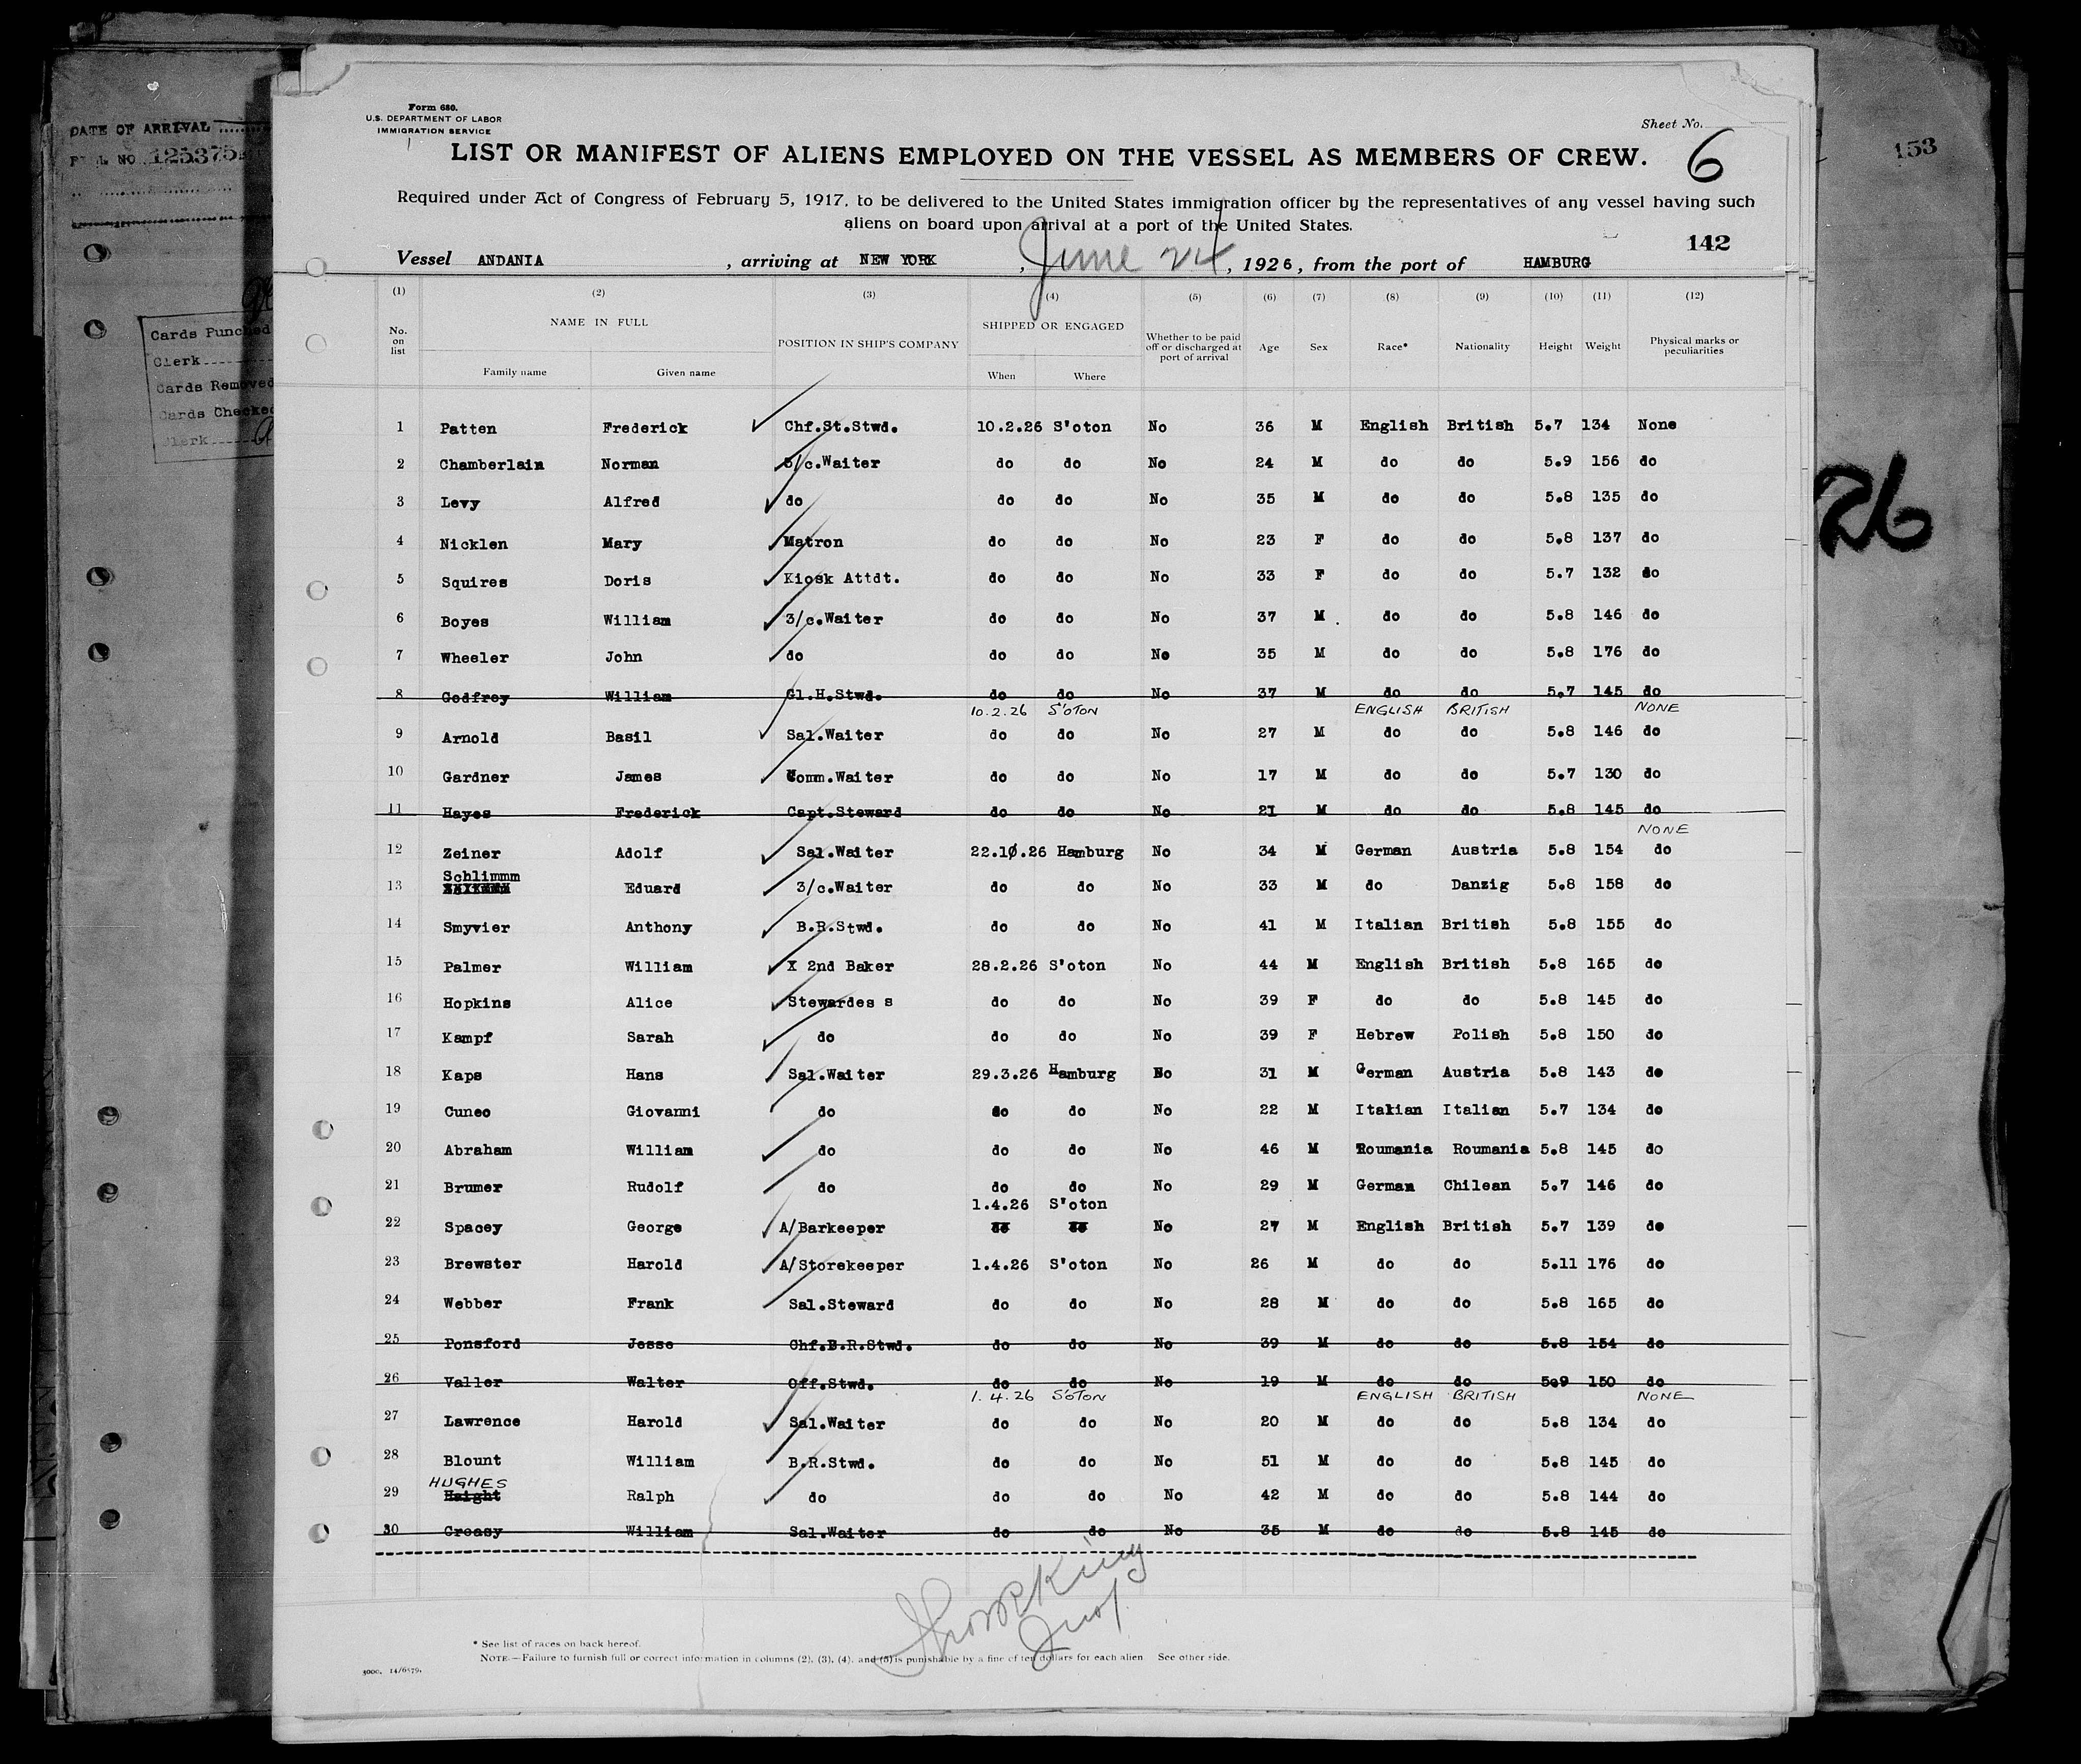 DATE OF ARRIVAL
125375
153
Cards Punched
Clerk
Cards Removed
Cards Checked
Clerk
26
Form 680.
U.S. DEPARTMENT OF LABOR
IMMIGRATION SERVICE
Sheet No. 6
LIST OR MANIFEST OF ALIENS EMPLOYED ON THE VESSEL AS MEMBERS OF CREW.
Required under Act of Congress of February 5, 1917, to be delivered to the United States immigration officer by the representatives of any vessel having such
aliens on board upon arrival at a port of the United States.
142
Vessel ANDANIA, arriving at NEW YORK, June 24, 1926, from the port of HAMBURG
(1) (2) (3) (4) (5) (6) (7) (8) (9) (10) (11) (12)
No. on list NAME IN FULL Family name Given name POSITION IN SHIP'S COMPANY SHIPPED OR ENGAGED When Where Whether to be paid off or discharged at port of arrival Age Sex Race* Nationality Height Weight Physical marks or peculiarities
1 Patten Frederick Chf.St.Stwd. 10.2.26 S'oton No 36 M English British 5.7 134 None
2 Chamberlain Norman 3/c.Waiter do do No 24 M do do 5.9 156 do
3 Levy Alfred do do do No 35 M do do 5.8 135 do
4 Nicklen Mary Matron do do No 23 F do do 5.8 137 do
5 Squires Doris Kiosk Attdt. do do No 33 F do do 5.7 132 do
6 Boyes William 3/c.Waiter do do No 37 M do do 5.8 146 do
7 Wheeler John do do do No 35 M do do 5.8 176 do
8 Godfrey William Gl.H.Stwd. do do No 37 M do do 5.7 145 do
10.2.26 S'OTON ENGLISH BRITISH NONE
9 Arnold Basil Sal.Waiter do do No 27 M do do 5.8 146 do
10 Gardner James Comm.Waiter do do No 17 M do do 5.7 130 do
11 Hayes Frederick Capt.Steward do do No 21 M do do 5.8 145 do
NONE
12 Zeiner Adolf Sal.Waiter 22.10.26 Hamburg No 34 M German Austria 5.8 154 do
Schlimmm
13 Eduard 3/c.Waiter do do No 33 M do Danzig 5.8 158 do
14 Smyvier Anthony B.R.Stwd. do do No 41 M Italian British 5.8 155 do
15 Palmer William X 2nd Baker 28.2.26 S'oton No 44 M English British 5.8 165 do
16 Hopkins Alice Stewardes s do do No 39 F do do 5.8 145 do
17 Kampf Sarah do do do No 39 F Hebrew Polish 5.8 150 do
18 Kaps Hans Sal.Waiter 29.3.26 Hamburg No 31 M German Austria 5.8 143 do
19 Cuneo Giovanni do do do No 22 M Italian Italian 5.7 134 do
20 Abraham William do do do No 46 M Roumania Roumania 5.8 145 do
21 Brumer Rudolf do do do No 29 M German Chilean 5.7 146 do
1.4.26 S'oton
22 Spacey George A/Barkeeper do do No 27 M English British 5.7 139 do
23 Brewster Harold A/Storekeeper 1.4.26 S'oton No 26 M do do 5.11 176 do
24 Webber Frank Sal.Steward do do No 28 M do do 5.8 165 do
25 Ponsford Jesse Chf.B.R.Stwd. do do No 39 M do do 5.8 154 do
26 Valler Walter Off.Stwd. do do No 19 M do do 5.9 150 do
1.4.26 S'OTON ENGLISH BRITISH NONE
27 Lawrence Harold Sal.Waiter do do No 20 M do do 5.8 134 do
28 Blount William B.R.Stwd. do do No 51 M do do 5.8 145 do
HUGHES
29 Haight Ralph do do do No 42 M do do 5.8 144 do
30 Creasy William Sal.Waiter do do No 35 M do do 5.8 145 do
* See list of races on back hereof.
NOTE.—Failure to furnish full or correct information in columns (2), (3), (4), and (5) is punishable by a fine of ten dollars for each alien. See other side.